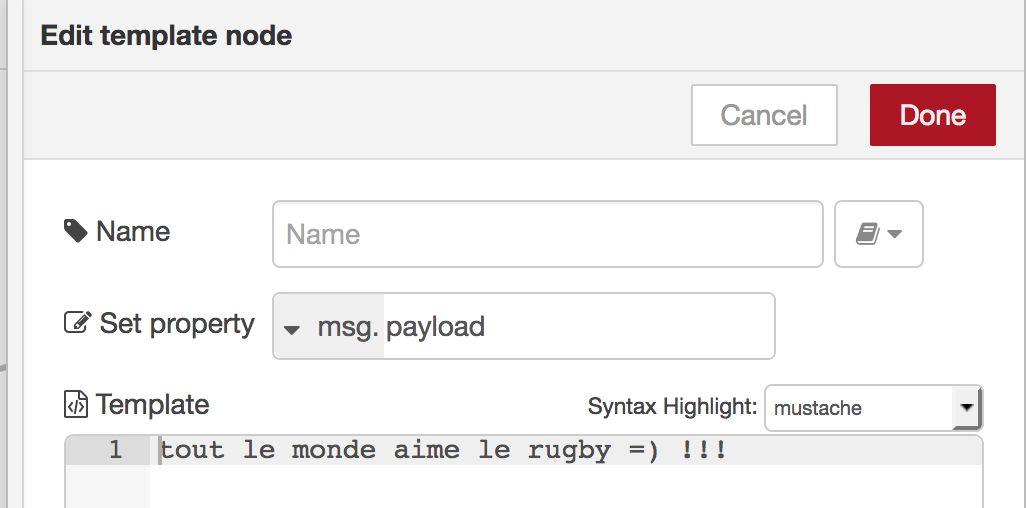 Edit template node
Cancel
Done
Name
Name
Set property
msg. payload
Template
Syntax Highlight:
mustache
1
tout le monde aime le rugby =) !!!